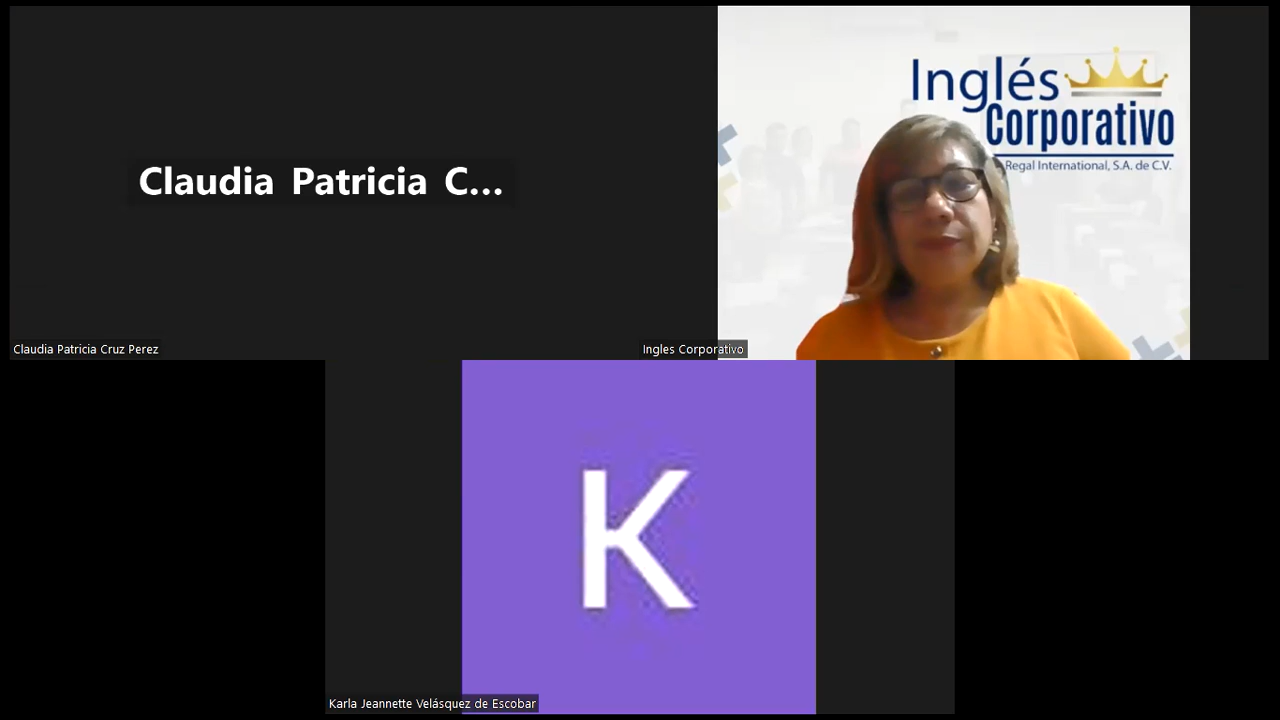 Claudia Patricia C...
Claudia Patricia Cruz Perez
Inglés
Corporativo
Regal International, S.A. de C.V.
Ingles Corporativo
K
Karla Jeannette Velásquez de Escobar